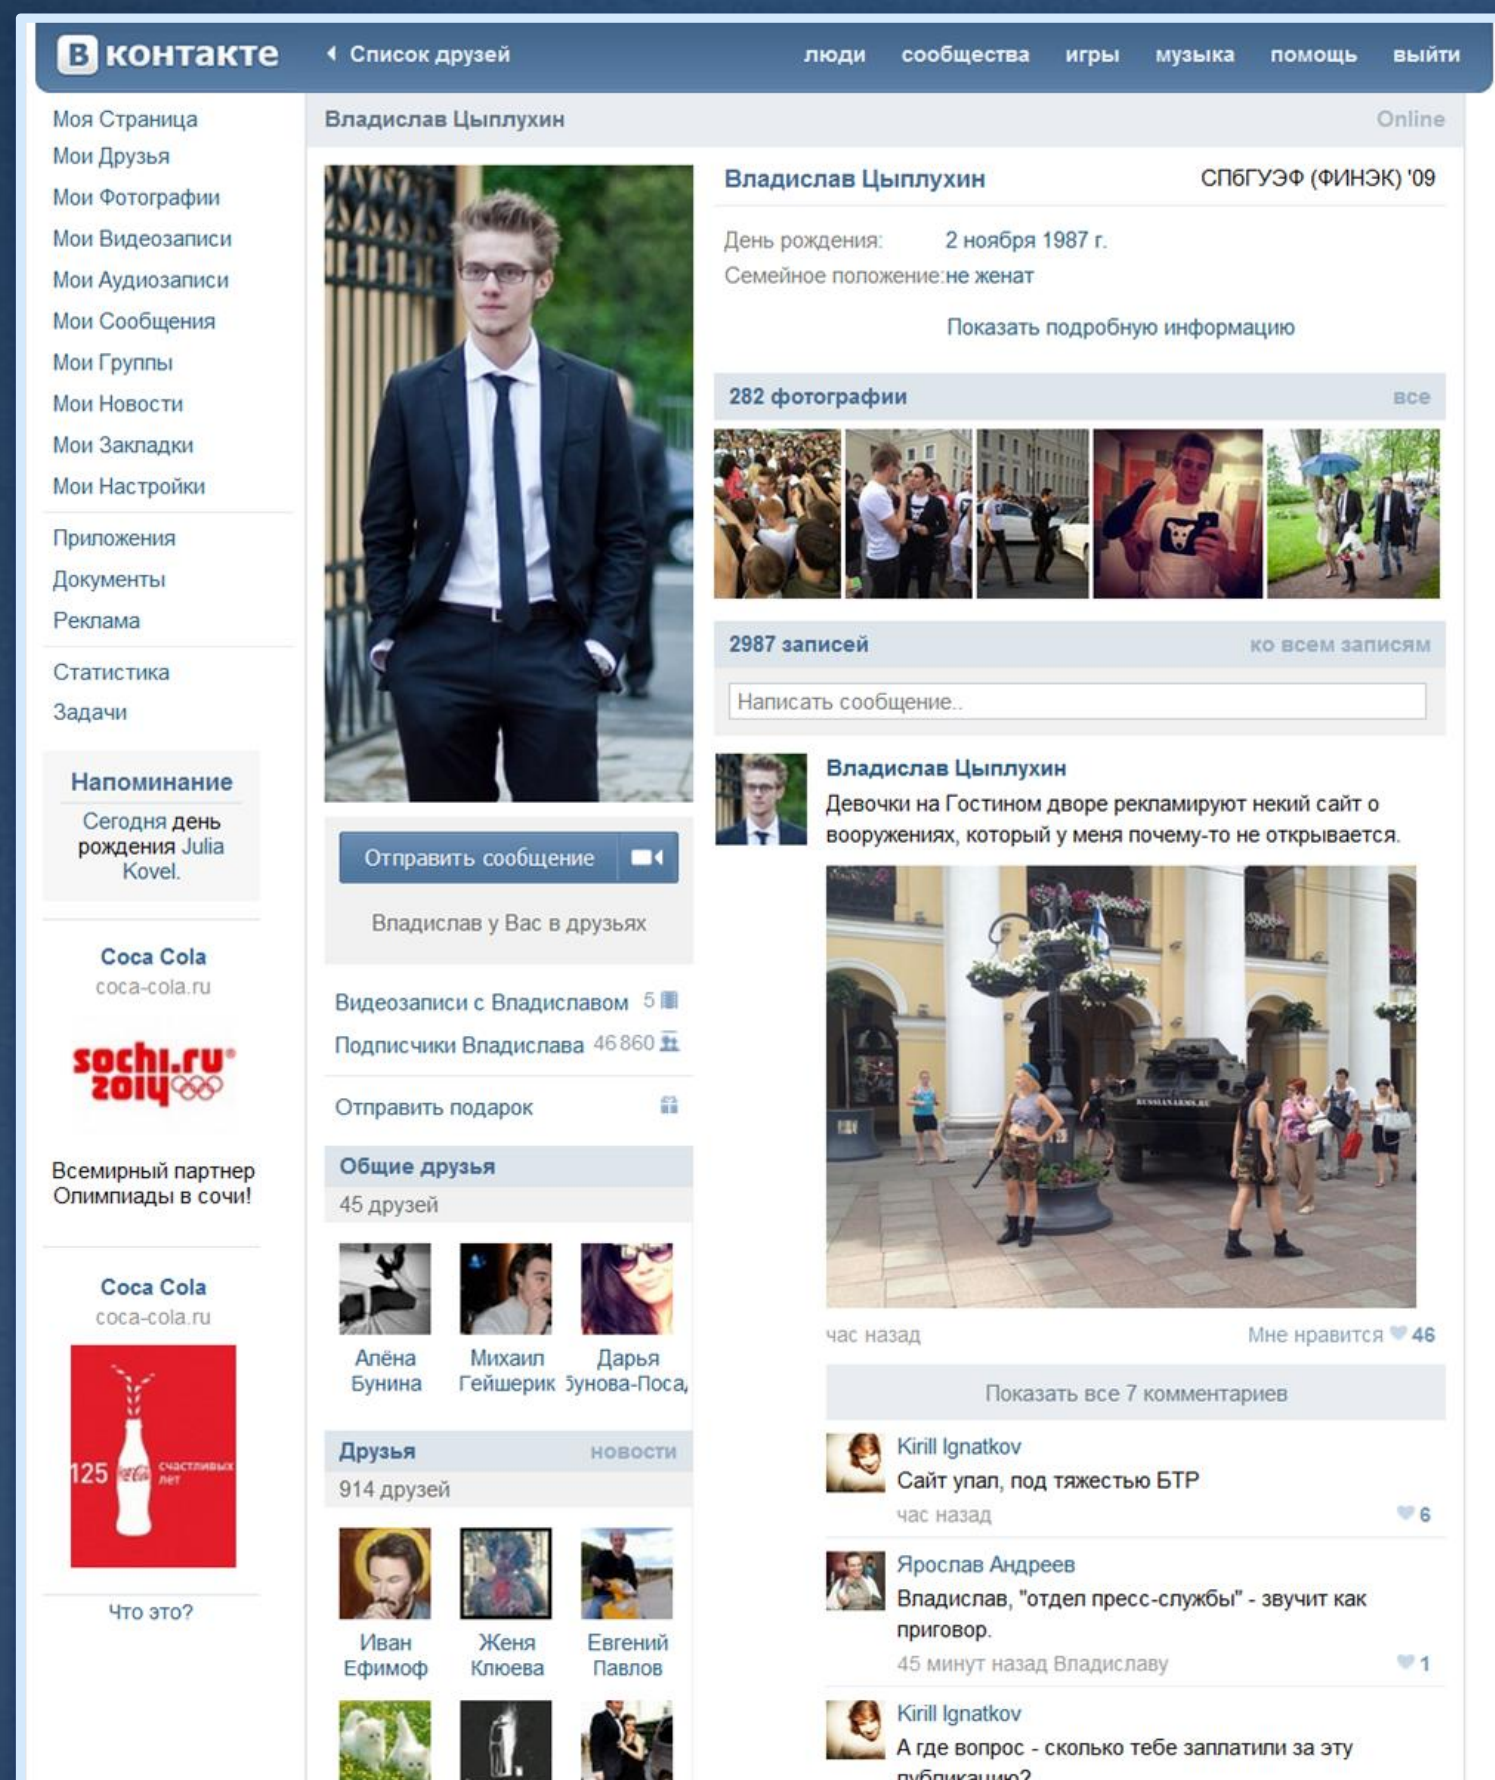 В контакте
Список друзей
люди
сообщества
игры
музыка
помощь
выйти
Моя Страница
Мои Друзья
Мои Фотографии
Мои Видеозаписи
Мои Аудиозаписи
Мои Сообщения
Мои Группы
Мои Новости
Мои Закладки
Мои Настройки
Приложения
Документы
Реклама
Статистика
Задачи
Напоминание
Сегодня день
рождения Julia
Kovel.
Coca Cola
coca-cola.ru
sochi.ru
2014
Всемирный партнер
Олимпиады в сочи!
Coca Cola
coca-cola.ru
125
счастливых
лет
Что это?
Владислав Цыплухин
Online
Отправить сообщение
Владислав у Вас в друзьях
Видеозаписи с Владиславом 5
Подписчики Владислава 46 860
Отправить подарок
Общие друзья
45 друзей
Алёна
Бунина
Михаил
Гейшерик
Дарья
бунова-Поса
Друзья
новости
914 друзей
Иван
Ефимоф
Женя
Клюева
Евгений
Павлов
Владислав Цыплухин
СПбГУЭФ (ФИНЭК) '09
День рождения: 2 ноября 1987 г.
Семейное положение: не женат
Показать подробную информацию
282 фотографии
все
2987 записей
ко всем записям
Написать сообщение..
Владислав Цыплухин
Девочки на Гостином дворе рекламируют некий сайт о
вооружениях, который у меня почему-то не открывается.
RUSSIANARMS.RU
час назад
Мне нравится 46
Показать все 7 комментариев
Kirill Ignatkov
Сайт упал, под тяжестью БТР
час назад
6
Ярослав Андреев
Владислав, "отдел пресс-службы" - звучит как
приговор.
45 минут назад Владиславу
1
Kirill Ignatkov
А где вопрос - сколько тебе заплатили за эту
публикацию?